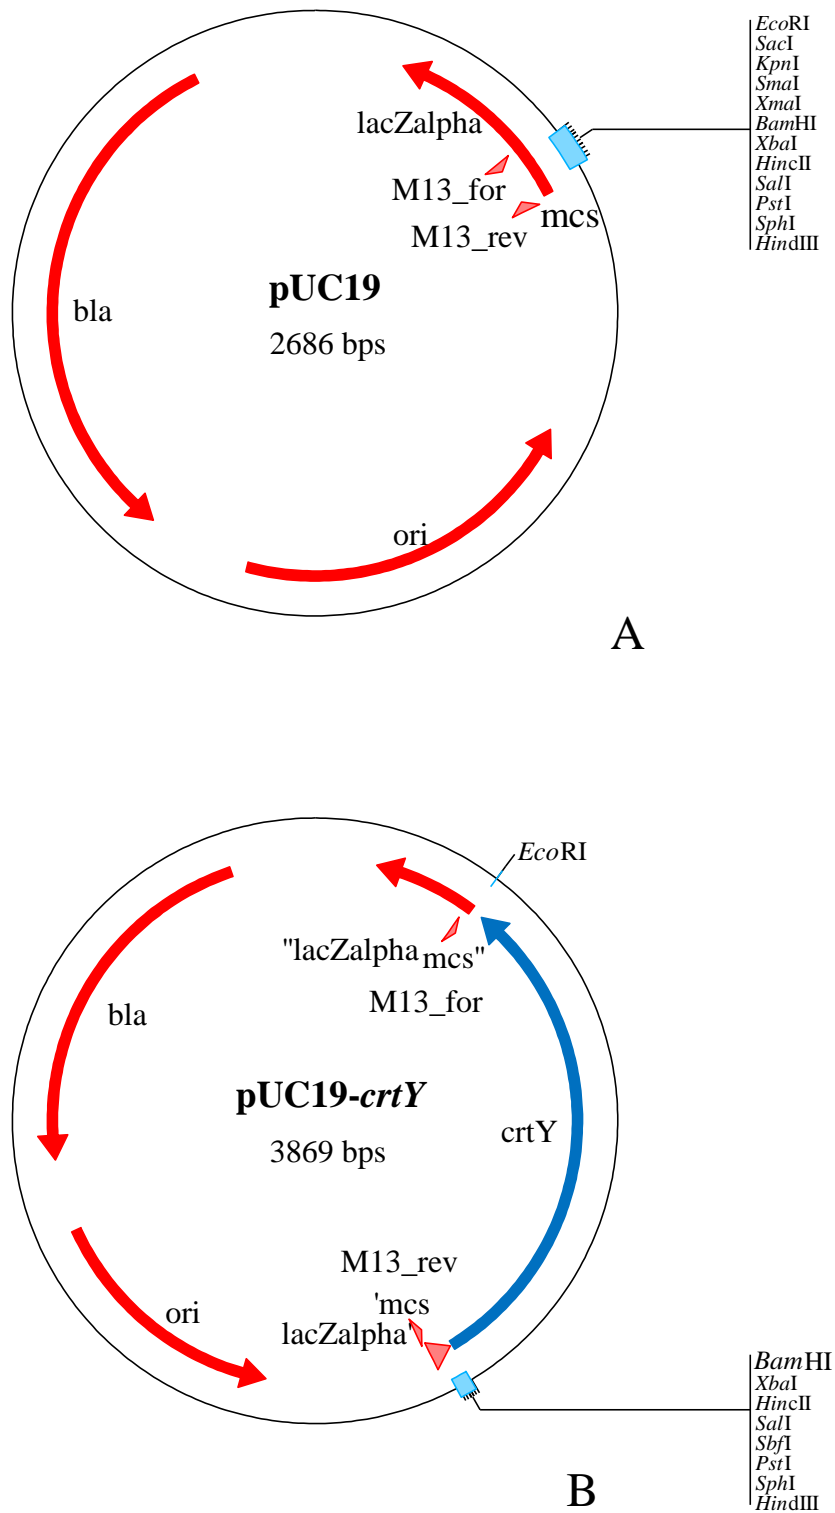 EcoRI
SacI
KpnI
SmaI
XmaI
BamHI
XbaI
HincII
SalI
PstI
SphI
HindIII
lacZalpha
M13_for
mcs
M13_rev
pUC19
bla
2686 bps
ori
A
EcoRI
"lacZalpha mcs"
M13_for
bla
pUC19-crtY
crtY
3869 bps
M13_rev
'mcs
ori
lacZalpha'
BamHI
XbaI
HincII
SalI
SbfI
PstI
SphI
HindIII
B